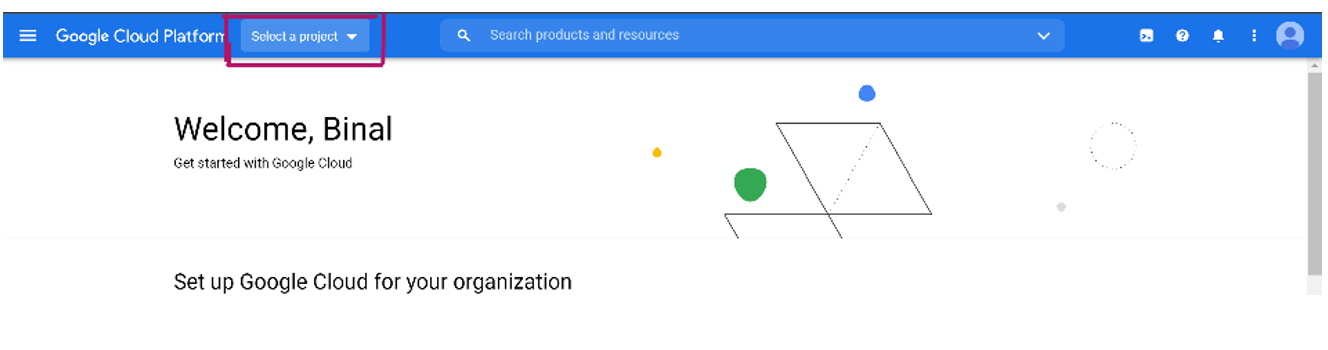 Google Cloud Platform Select a project Search products and resources
Welcome, Binal
Get started with Google Cloud
Set up Google Cloud for your organization